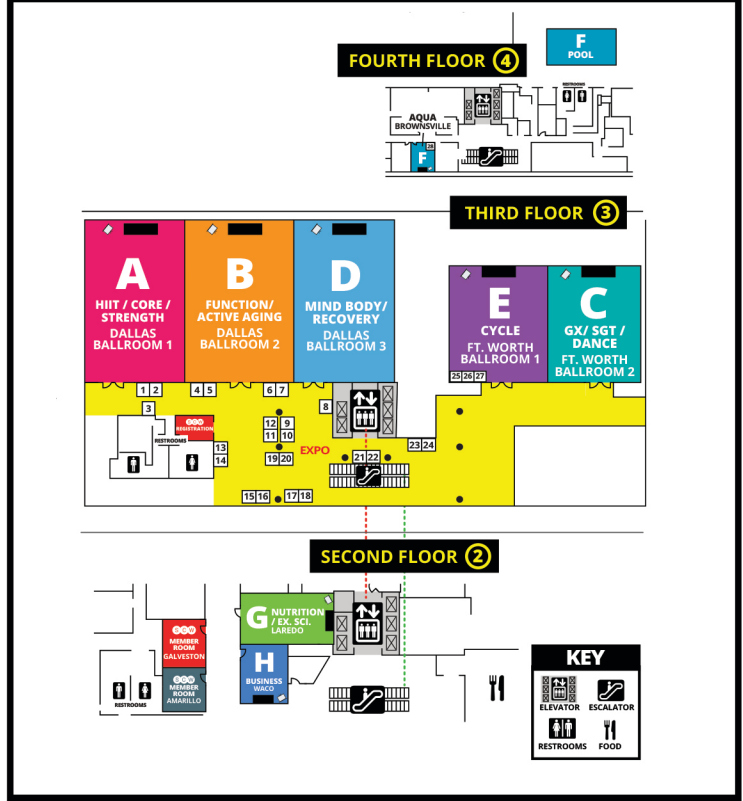 F
POOL
FOURTH FLOOR 4
RESTROOMS
AQUA
BROWNSVILLE
28
F
THIRD FLOOR 3
A
HIIT / CORE /
STRENGTH
DALLAS
BALLROOM 1
B
FUNCTION/
ACTIVE AGING
DALLAS
BALLROOM 2
D
MIND BODY/
RECOVERY
DALLAS
BALLROOM 3
E
CYCLE
FT. WORTH
BALLROOM 1
C
GX/ SGT /
DANCE
FT. WORTH
BALLROOM 2
25 26 27
1 2
4 5
6 7
3
8
SCW
REGISTRATION
12 9
11 10
RESTROOMS
13
14
EXPO
23 24
19 20
21 22
15 16
17 18
SECOND FLOOR 2
G
NUTRITION
/ EX. SCI.
LAREDO
SCW
MEMBER
ROOM
GALVESTON
H
BUSINESS
WACO
SCW
MEMBER
ROOM
AMARILLO
RESTROOMS
KEY
ELEVATOR
ESCALATOR
RESTROOMS
FOOD